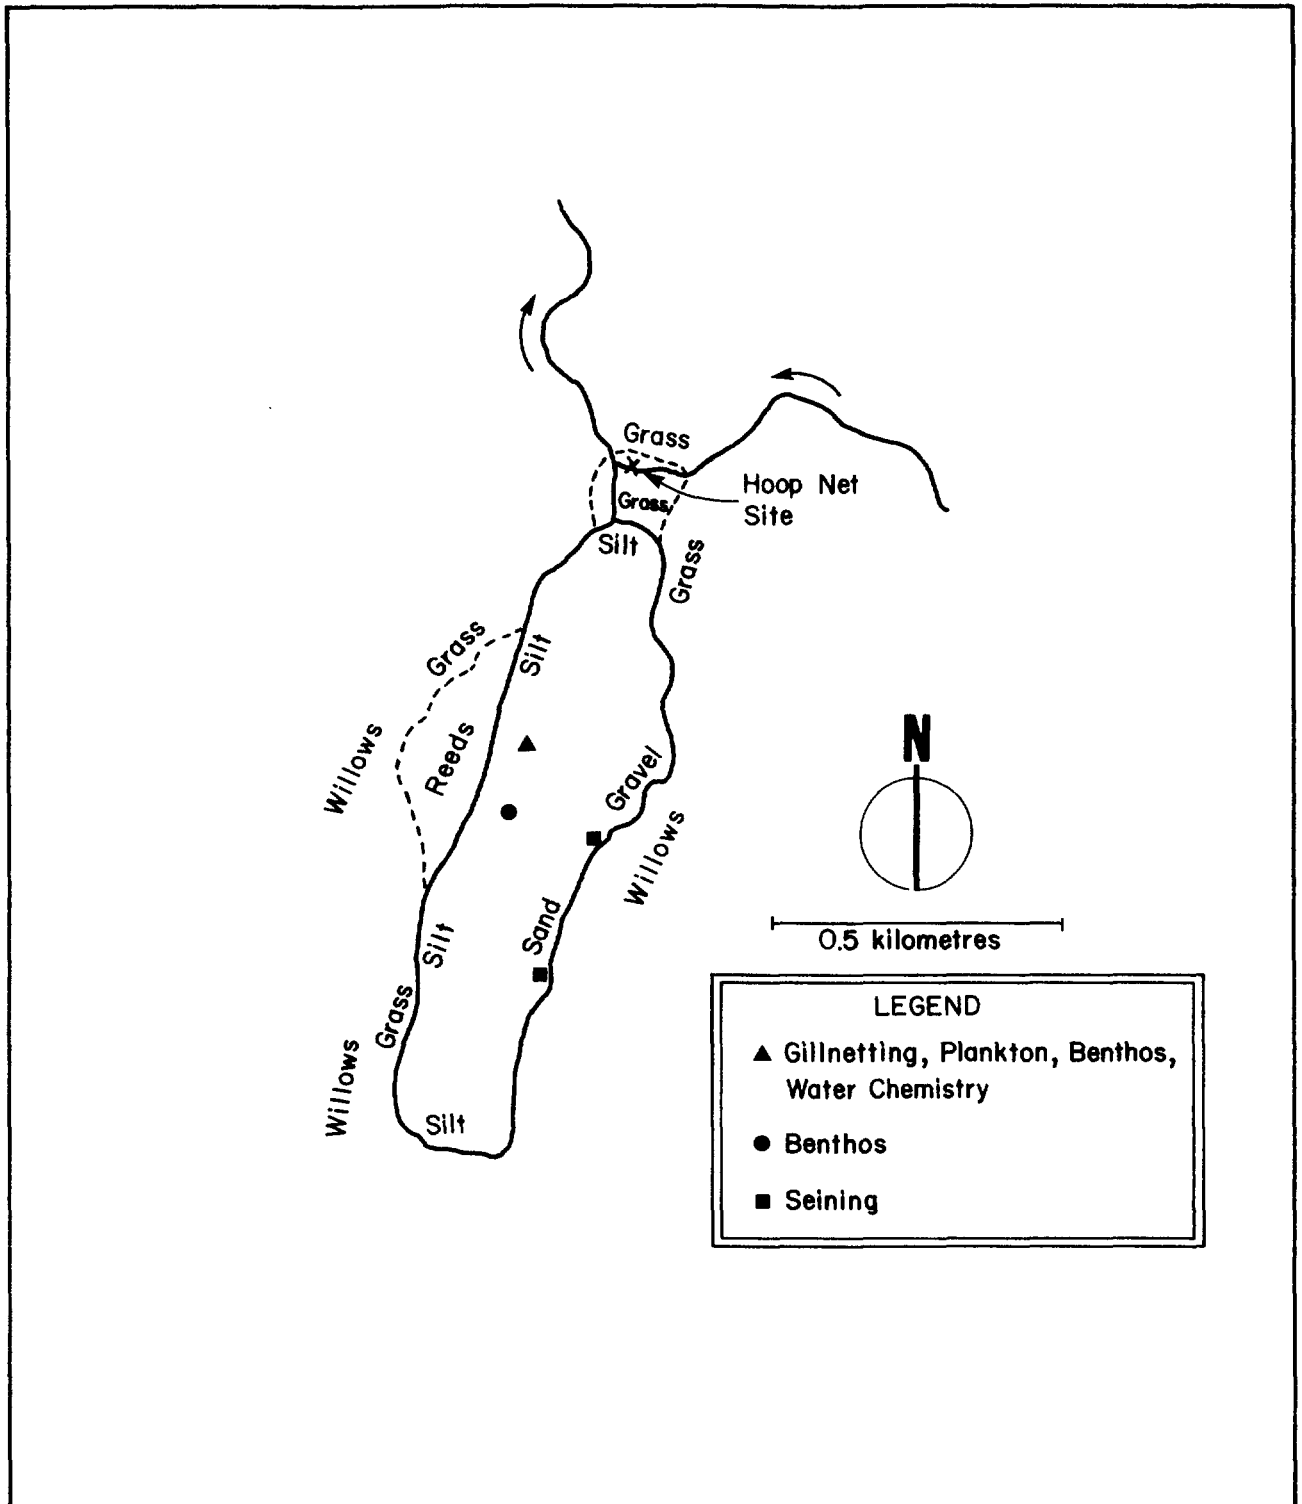 Grass
Hoop Net
Site
Grass
Silt
Grass
Grass
Silt
Willows
Reeds
Gravel
Willows
Sand
Silt
Grass
Willows
Silt
N
0.5 kilometres
LEGEND
Gillnetting, Plankton, Benthos,
Water Chemistry
Benthos
Seining